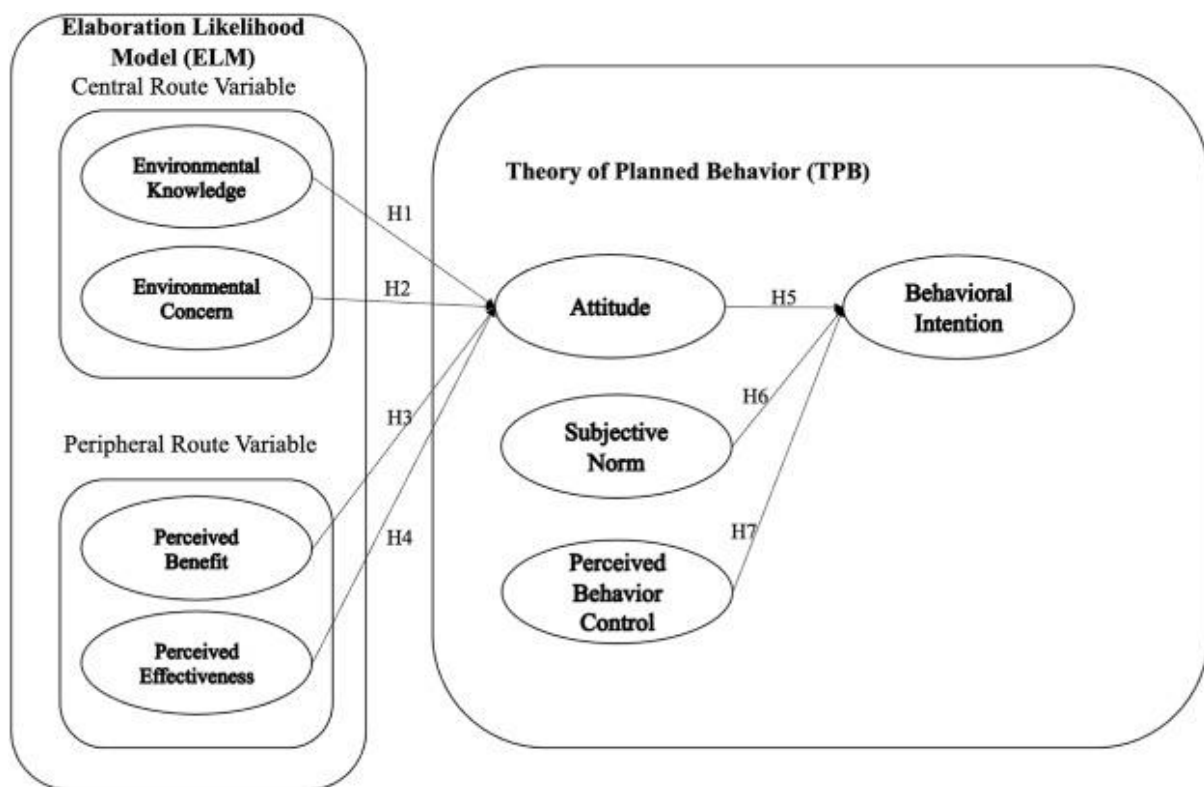 Elaboration Likelihood
Model (ELM)
Central Route Variable
Environmental
Knowledge
Environmental
Concern
Peripheral Route Variable
Perceived
Benefit
Perceived
Effectiveness
H1
H2
H3
H4
Theory of Planned Behavior (TPB)
Attitude
H5
Behavioral
Intention
Subjective
Norm
H6
Perceived
Behavior
Control
H7